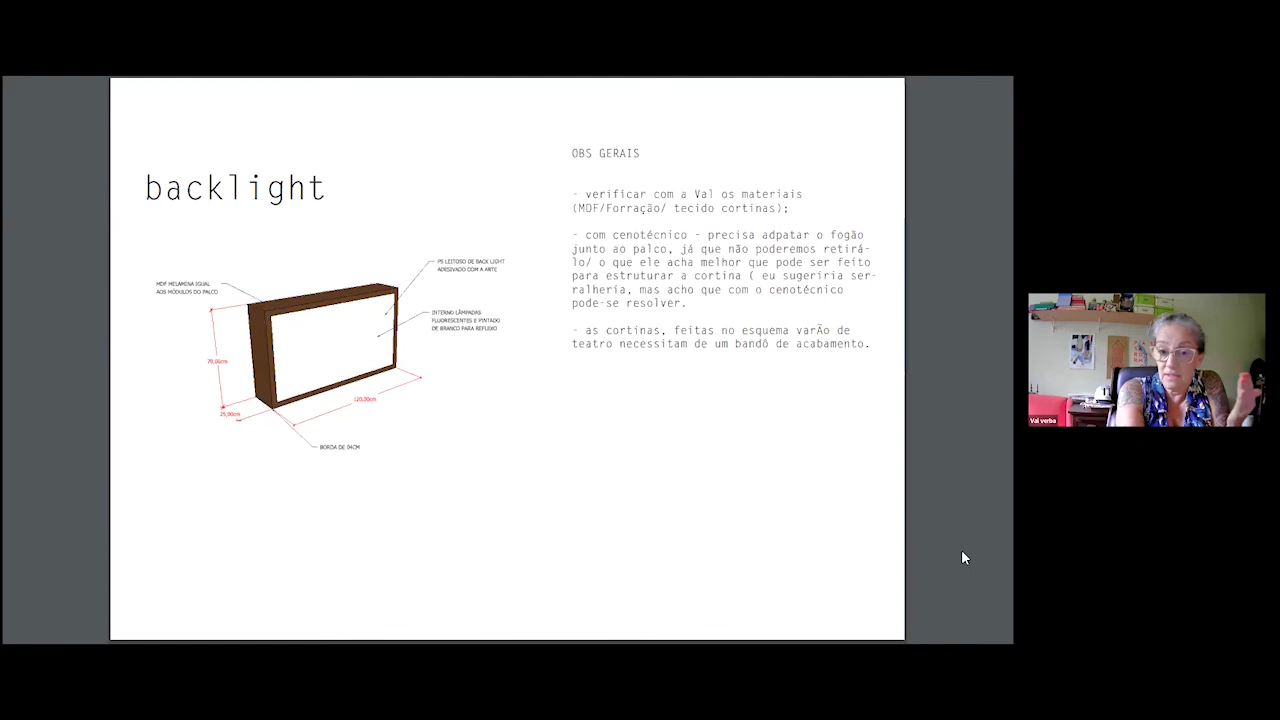 backlight
PS LEITOSO DE BACK LIGHT
ADESIVADO COM A ARTE
MDF MELAMINA IGUAL
AOS MÓDULOS DO PALCO
INTERNO LÂMPADAS
FLUORESCENTES E PINTADO
DE BRANCO PARA REFLEXO
70,00cm
25,00cm
120,00cm
BORDA DE 04CM
OBS GERAIS
- verificar com a Val os materiais
(MDF/Forração/ tecido cortinas);
- com cenotécnico - precisa adpatar o fogão
junto ao palco, já que não poderemos retirá-
lo/ o que ele acha melhor que pode ser feito
para estruturar a cortina ( eu sugeriria ser-
ralheria, mas acho que com o cenotécnico
pode-se resolver.
- as cortinas, feitas no esquema varÃo de
teatro necessitam de um bandô de acabamento.
Val verba